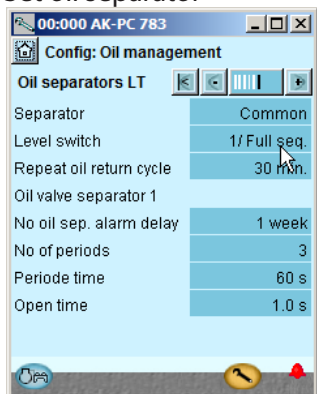 Set oil separator
00:000 AK-PC 783
Config: Oil management
Oil separators LT
Separator Common
Level switch 1/ Full seq.
Repeat oil return cycle 30 min.
Oil valve separator 1
No oil sep. alarm delay 1 week
No of periods 3
Periode time 60 s
Open time 1.0 s